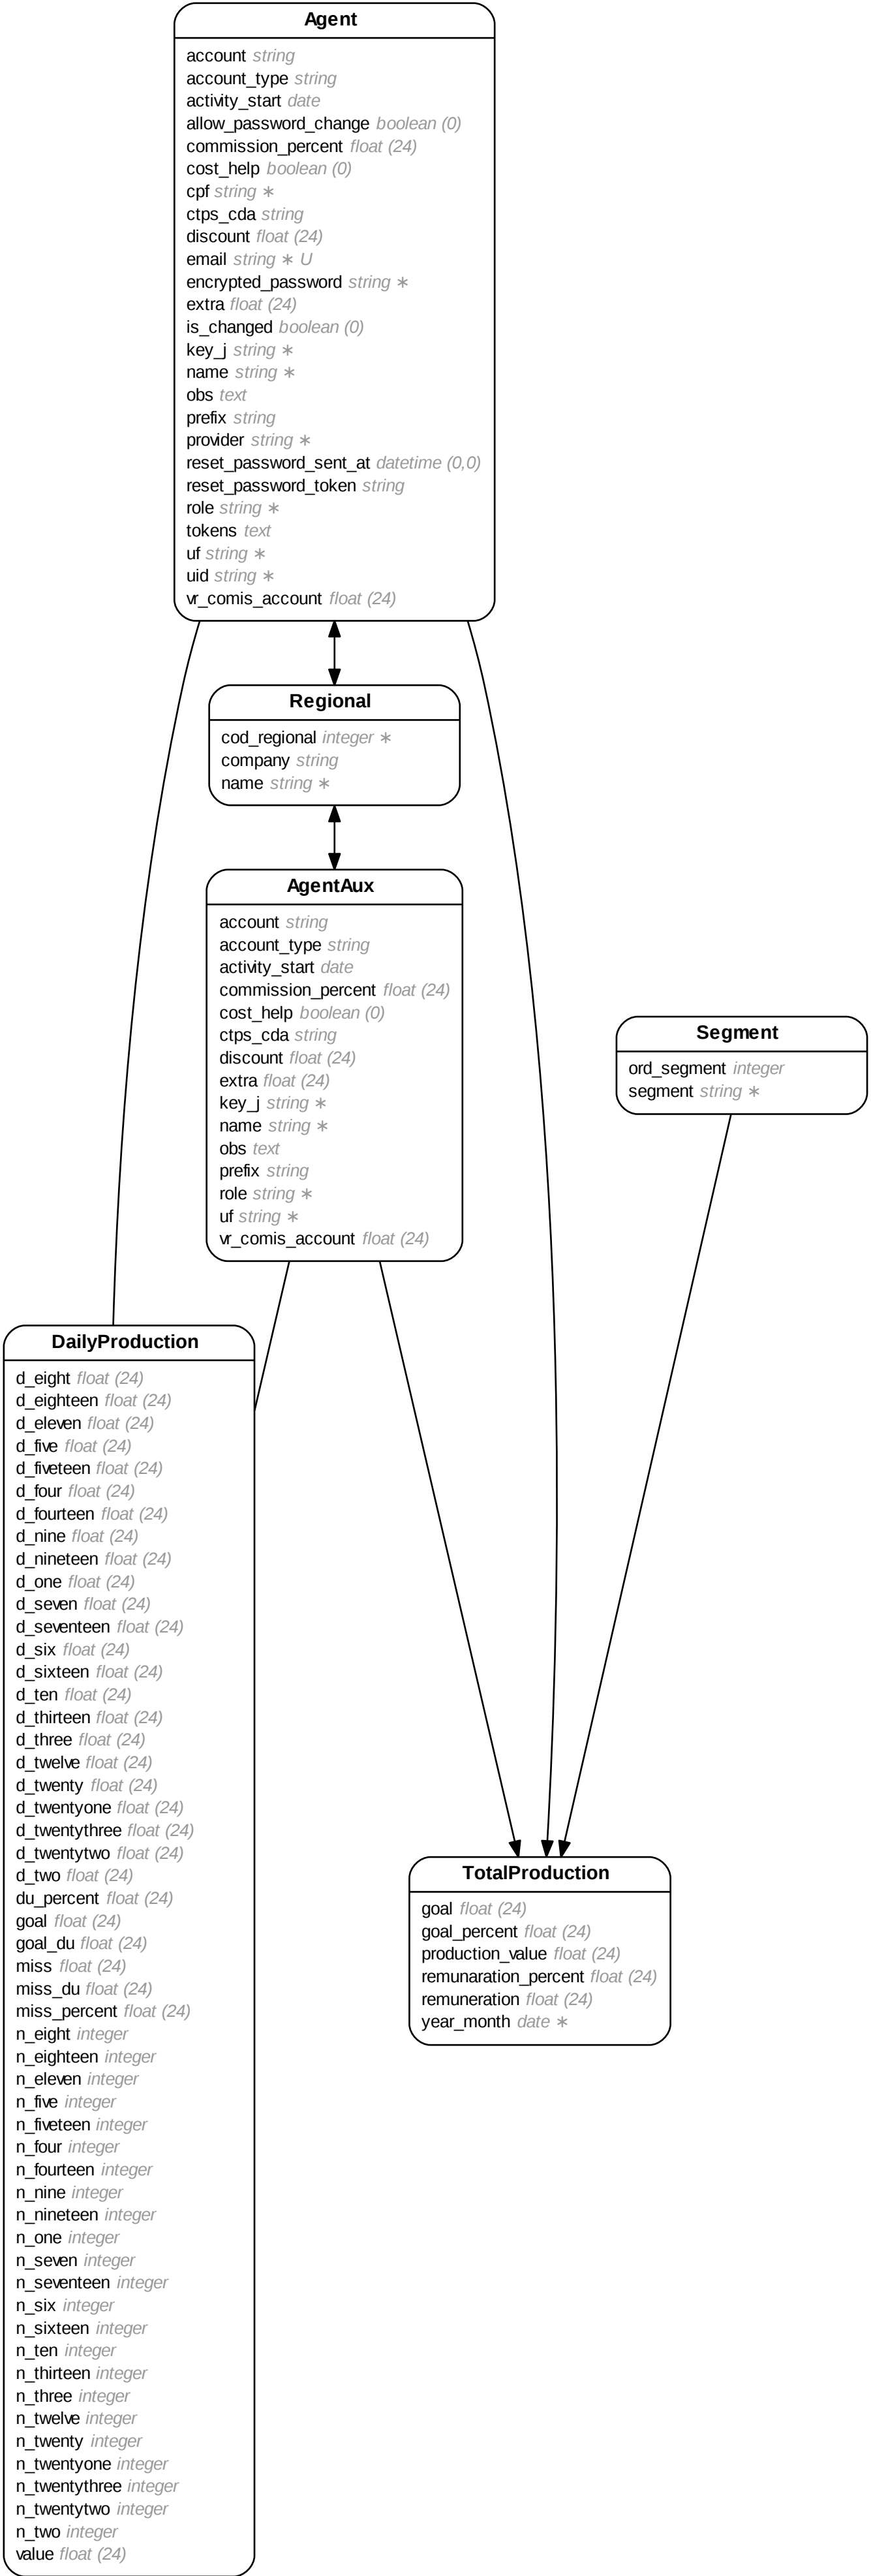 Agent
account string
account_type string
activity_start date
allow_password_change boolean (0)
commission_percent float (24)
cost_help boolean (0)
cpf string ∗
ctps_cda string
discount float (24)
email string ∗ U
encrypted_password string ∗
extra float (24)
is_changed boolean (0)
key_j string ∗
name string ∗
obs text
prefix string
provider string ∗
reset_password_sent_at datetime (0,0)
reset_password_token string
role string ∗
tokens text
uf string ∗
uid string ∗
vr_comis_account float (24)
Regional
cod_regional integer ∗
company string
name string ∗
AgentAux
account string
account_type string
activity_start date
commission_percent float (24)
cost_help boolean (0)
ctps_cda string
discount float (24)
extra float (24)
key_j string ∗
name string ∗
obs text
prefix string
role string ∗
uf string ∗
vr_comis_account float (24)
Segment
ord_segment integer
segment string ∗
DailyProduction
d_eight float (24)
d_eighteen float (24)
d_eleven float (24)
d_five float (24)
d_fiveteen float (24)
d_four float (24)
d_fourteen float (24)
d_nine float (24)
d_nineteen float (24)
d_one float (24)
d_seven float (24)
d_seventeen float (24)
d_six float (24)
d_sixteen float (24)
d_ten float (24)
d_thirteen float (24)
d_three float (24)
d_twelve float (24)
d_twenty float (24)
d_twentyone float (24)
d_twentythree float (24)
d_twentytwo float (24)
d_two float (24)
du_percent float (24)
goal float (24)
goal_du float (24)
miss float (24)
miss_du float (24)
miss_percent float (24)
n_eight integer
n_eighteen integer
n_eleven integer
n_five integer
n_fiveteen integer
n_four integer
n_fourteen integer
n_nine integer
n_nineteen integer
n_one integer
n_seven integer
n_seventeen integer
n_six integer
n_sixteen integer
n_ten integer
n_thirteen integer
n_three integer
n_twelve integer
n_twenty integer
n_twentyone integer
n_twentythree integer
n_twentytwo integer
n_two integer
value float (24)
TotalProduction
goal float (24)
goal_percent float (24)
production_value float (24)
remunaration_percent float (24)
remuneration float (24)
year_month date ∗